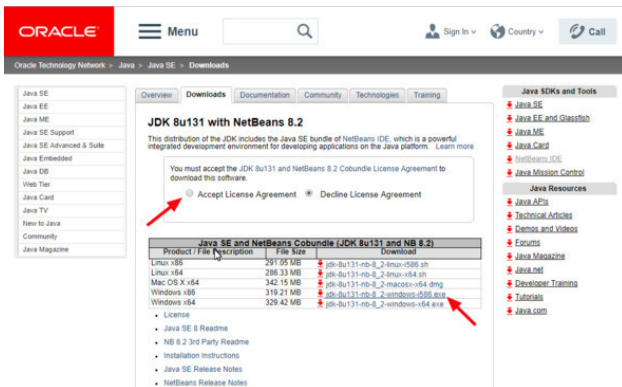 ORACLE
Menu
Sign In
Country
Call
Oracle Technology Network > Java > Java SE > Downloads
Java SE
Java EE
Java ME
Java SE Support
Java SE Advanced & Suite
Java Embedded
Java DB
Web Tier
Java Card
Java TV
New to Java
Community
Java Magazine
Overview Downloads Documentation Community Technologies Training
JDK 8u131 with NetBeans 8.2
This distribution of the JDK includes the Java SE bundle of NetBeans IDE, which is a powerful
integrated development environment for developing applications on the Java platform. Learn more
You must accept the JDK 8u131 and NetBeans 8.2 Cobundle License Agreement to
download this software.
Accept License Agreement Decline License Agreement
Java SE and NetBeans Cobundle (JDK 8u131 and NB 8.2)
Product / File Description File Size Download
Linux x86 291.05 MB jdk-8u131-nb-8_2-linux-i586.sh
Linux x64 286.33 MB jdk-8u131-nb-8_2-linux-x64.sh
Mac OS X x64 342.15 MB jdk-8u131-nb-8_2-macosx-x64.dmg
Windows x86 319.21 MB jdk-8u131-nb-8_2-windows-i586.exe
Windows x64 329.42 MB jdk-8u131-nb-8_2-windows-x64.exe
License
Java SE 8 Readme
NB 8.2 3rd Party Readme
Installation Instructions
Java SE Release Notes
NetBeans Release Notes
Java SDKs and Tools
Java SE
Java EE and Glassfish
Java ME
Java Card
NetBeans IDE
Java Mission Control
Java Resources
Java APIs
Technical Articles
Demos and Videos
Forums
Java Magazine
Java.net
Developer Training
Tutorials
Java.com